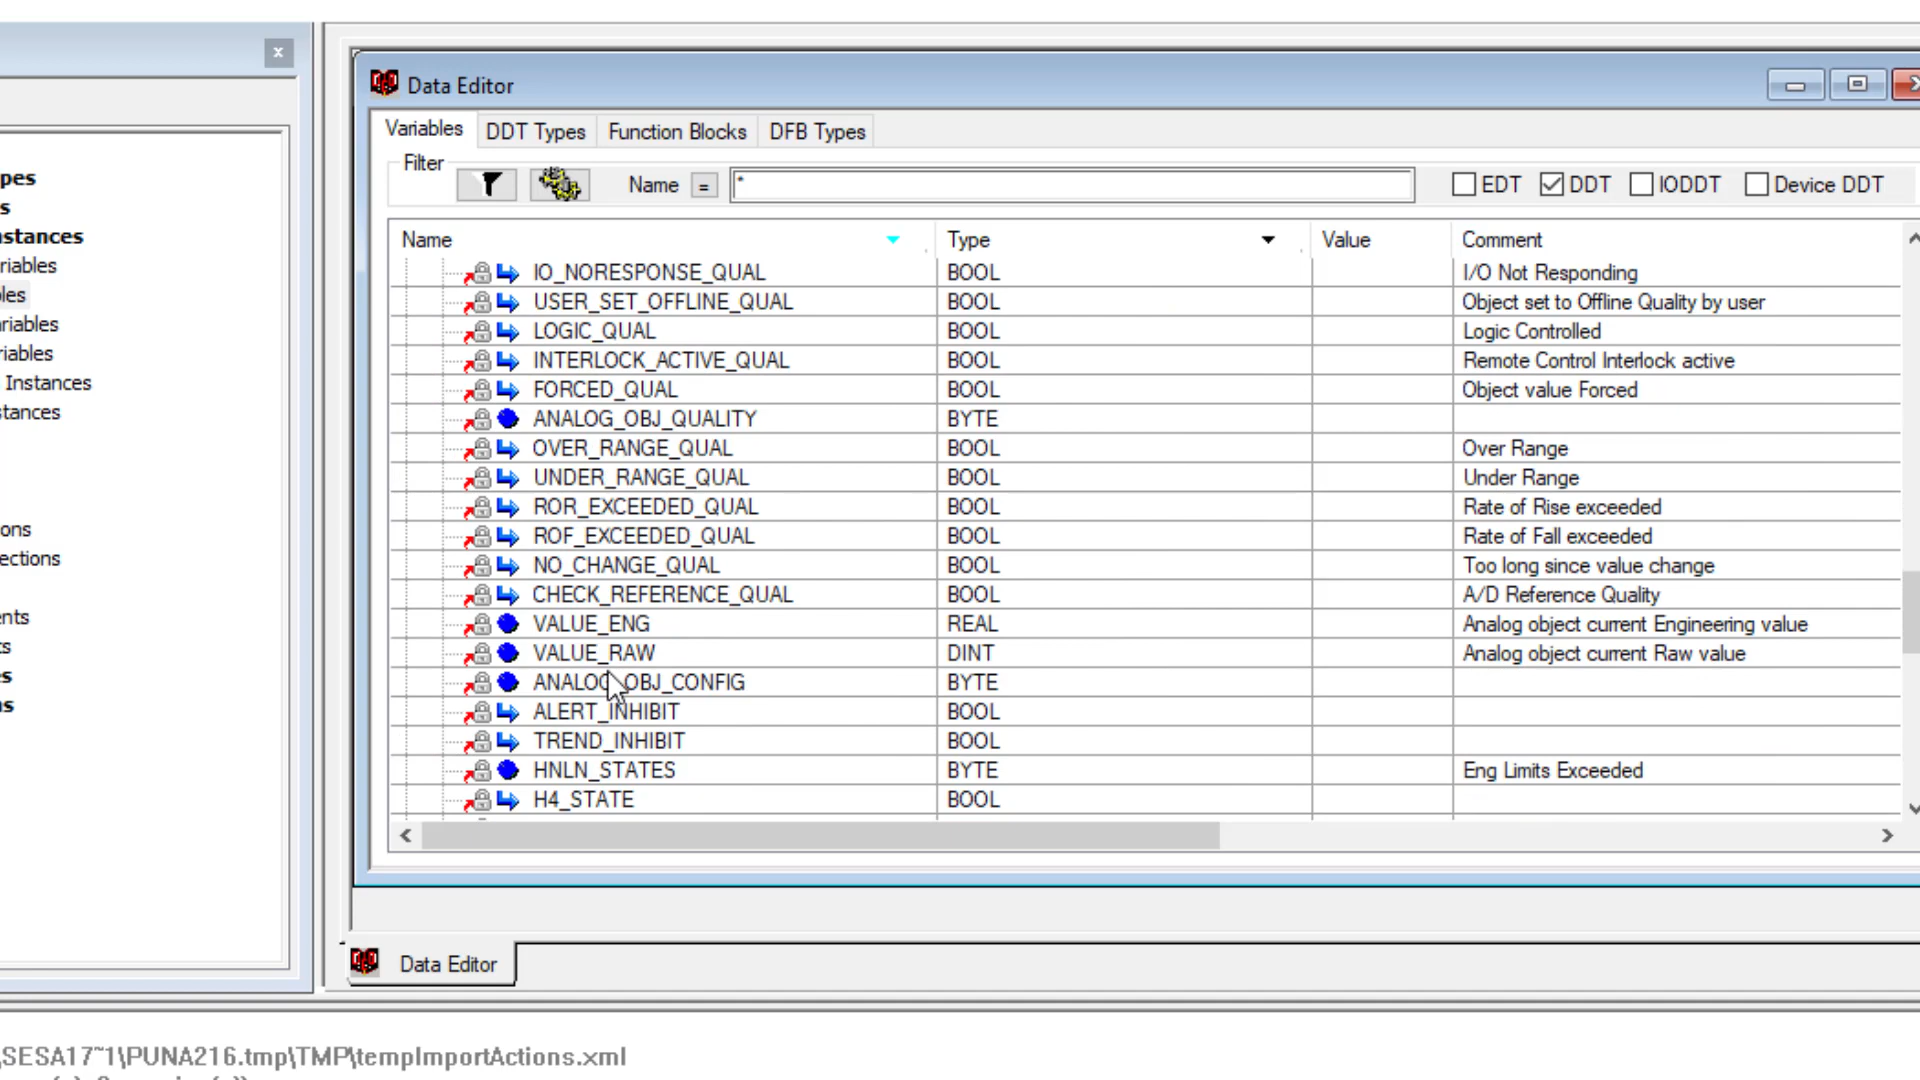 x
Data Editor
Variables DDT Types Function Blocks DFB Types
Filter
Name = * EDT DDT IODDT Device DDT
Name Type Value Comment
IO_NORESPONSE_QUAL BOOL I/O Not Responding
USER_SET_OFFLINE_QUAL BOOL Object set to Offline Quality by user
LOGIC_QUAL BOOL Logic Controlled
INTERLOCK_ACTIVE_QUAL BOOL Remote Control Interlock active
FORCED_QUAL BOOL Object value Forced
ANALOG_OBJ_QUALITY BYTE
OVER_RANGE_QUAL BOOL Over Range
UNDER_RANGE_QUAL BOOL Under Range
ROR_EXCEEDED_QUAL BOOL Rate of Rise exceeded
ROF_EXCEEDED_QUAL BOOL Rate of Fall exceeded
NO_CHANGE_QUAL BOOL Too long since value change
CHECK_REFERENCE_QUAL BOOL A/D Reference Quality
VALUE_ENG REAL Analog object current Engineering value
VALUE_RAW DINT Analog object current Raw value
ANALOG_OBJ_CONFIG BYTE
ALERT_INHIBIT BOOL
TREND_INHIBIT BOOL
HNLN_STATES BYTE Eng Limits Exceeded
H4_STATE BOOL
pes
s
stances
riables
les
riables
riables
Instances
stances
ons
ections
ents
s
s
s
Data Editor
\SESA17~1\PUNA216.tmp\TMP\tempImportActions.xml